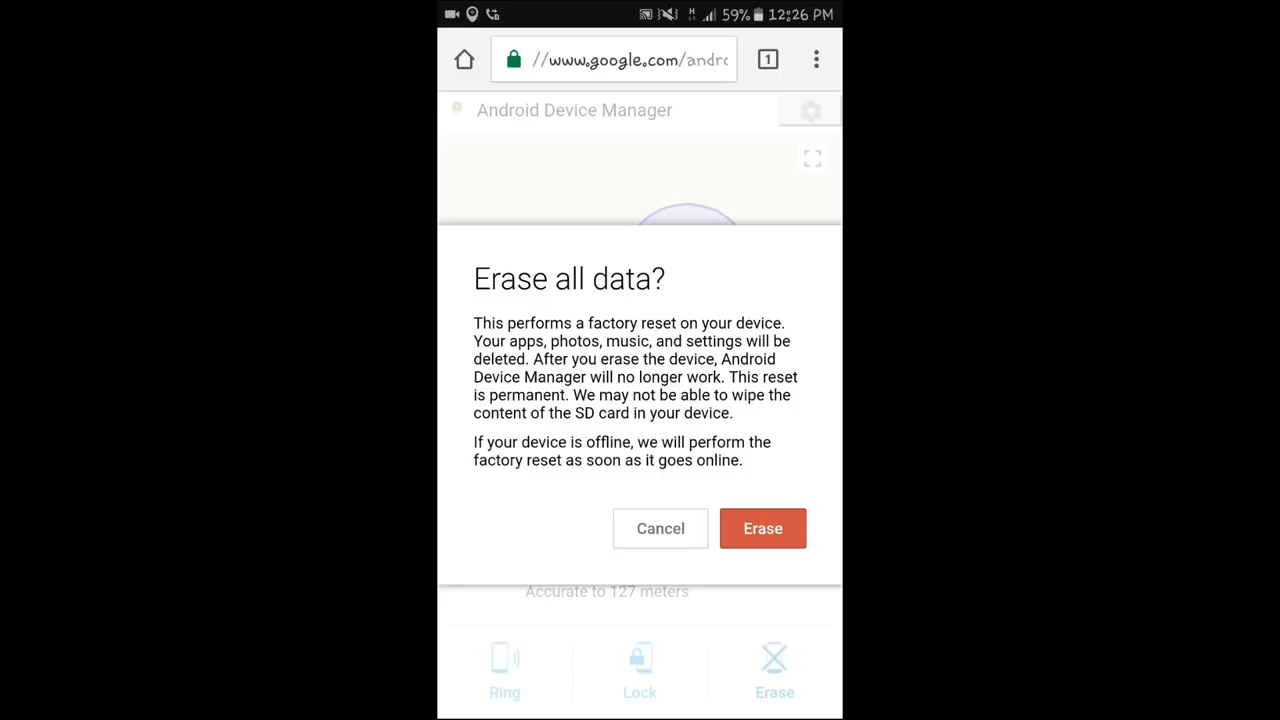 59% 12:26 PM
//www.google.com/andro
1
Android Device Manager
Erase all data?
This performs a factory reset on your device.
Your apps, photos, music, and settings will be
deleted. After you erase the device, Android
Device Manager will no longer work. This reset
is permanent. We may not be able to wipe the
content of the SD card in your device.
If your device is offline, we will perform the
factory reset as soon as it goes online.
Cancel Erase
Accurate to 127 meters
Ring Lock Erase